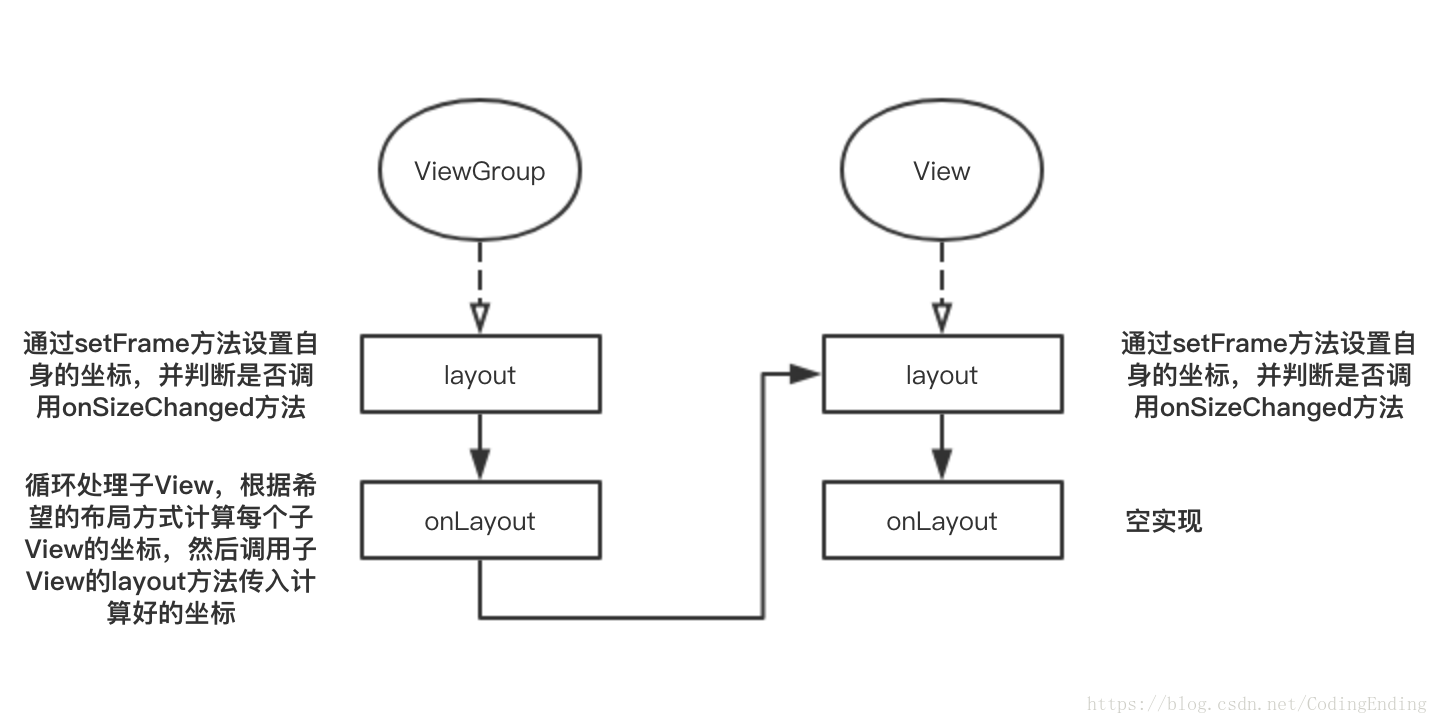 ViewGroup
View
通过setFrame方法设置自
身的坐标，并判断是否调
用onSizeChanged方法
layout
layout
通过setFrame方法设置自
身的坐标，并判断是否调
用onSizeChanged方法
循环处理子View，根据希
望的布局方式计算每个子
View的坐标，然后调用子
View的layout方法传入计
算好的坐标
onLayout
onLayout
空实现
https://blog.csdn.net/CodingEnding